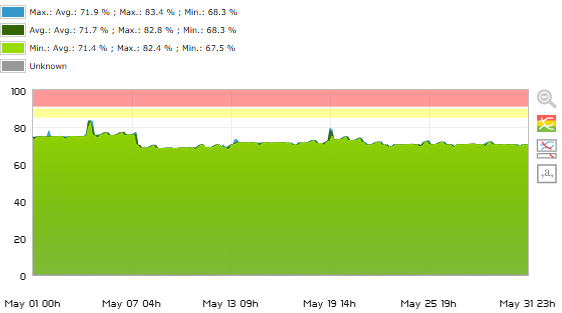 Max.: Avg.: 71.9 % ; Max.: 83.4 % ; Min.: 68.3 %
Avg.: Avg.: 71.7 % ; Max.: 82.8 % ; Min.: 68.3 %
Min.: Avg.: 71.4 % ; Max.: 82.4 % ; Min.: 67.5 %
Unknown
100
80
60
40
20
0
May 01 00h May 07 04h May 13 09h May 19 14h May 25 19h May 31 23h
,a,